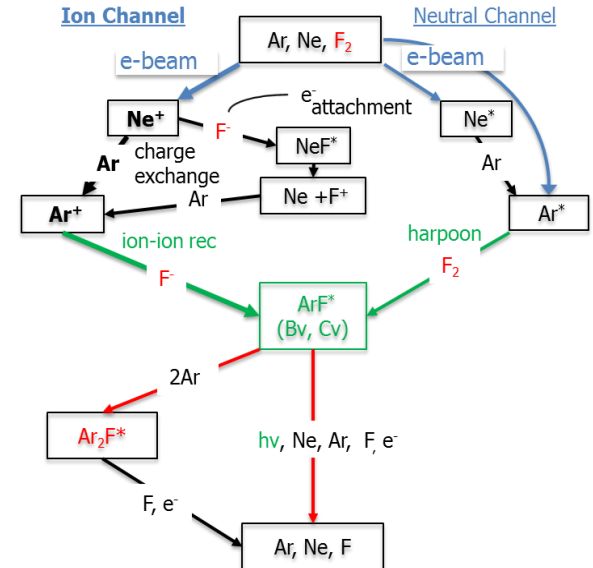 Ion Channel
Neutral Channel
Ar, Ne, F₂
e-beam
e-beam
e⁻
attachment
Ne⁺
F⁻
Ne*
NeF*
Ar
charge
exchange
Ar
Ar
Ne +F⁺
Ar⁺
Ar*
ion-ion rec
harpoon
F⁻
F₂
ArF*
(Bv, Cv)
2Ar
Ar₂F*
hv, Ne, Ar, F, e⁻
F, e⁻
Ar, Ne, F